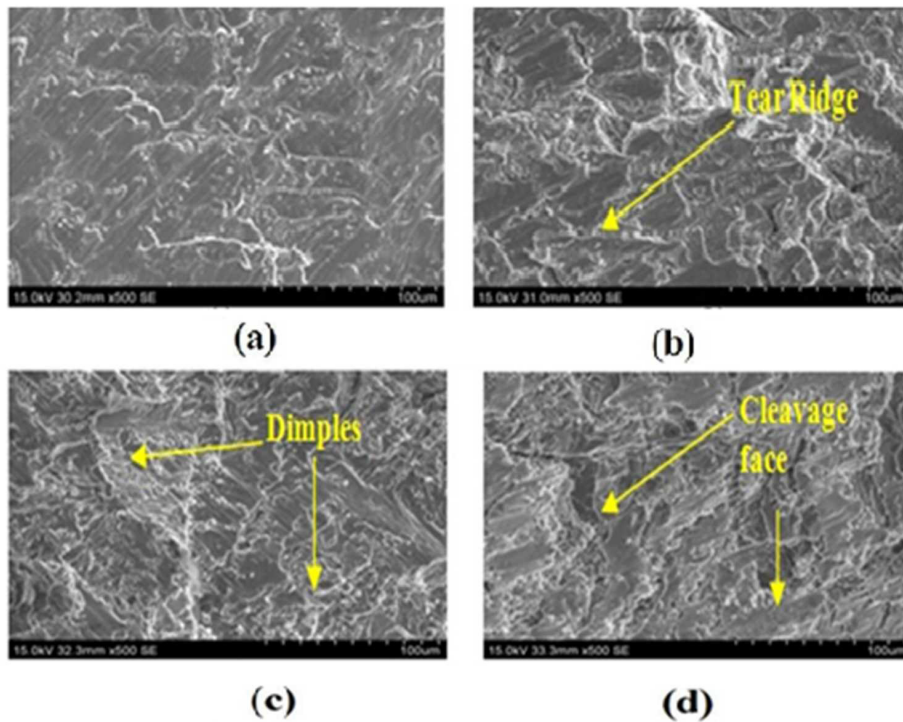 Tear Ridge
15.0kV 30.2mm x500 SE 100um
15.0kV 31.0mm x500 SE 100um
(a)
(b)
Dimples
Cleavage
face
15.0kV 32.3mm x500 SE 100um
15.0kV 33.3mm x500 SE 100um
(c)
(d)